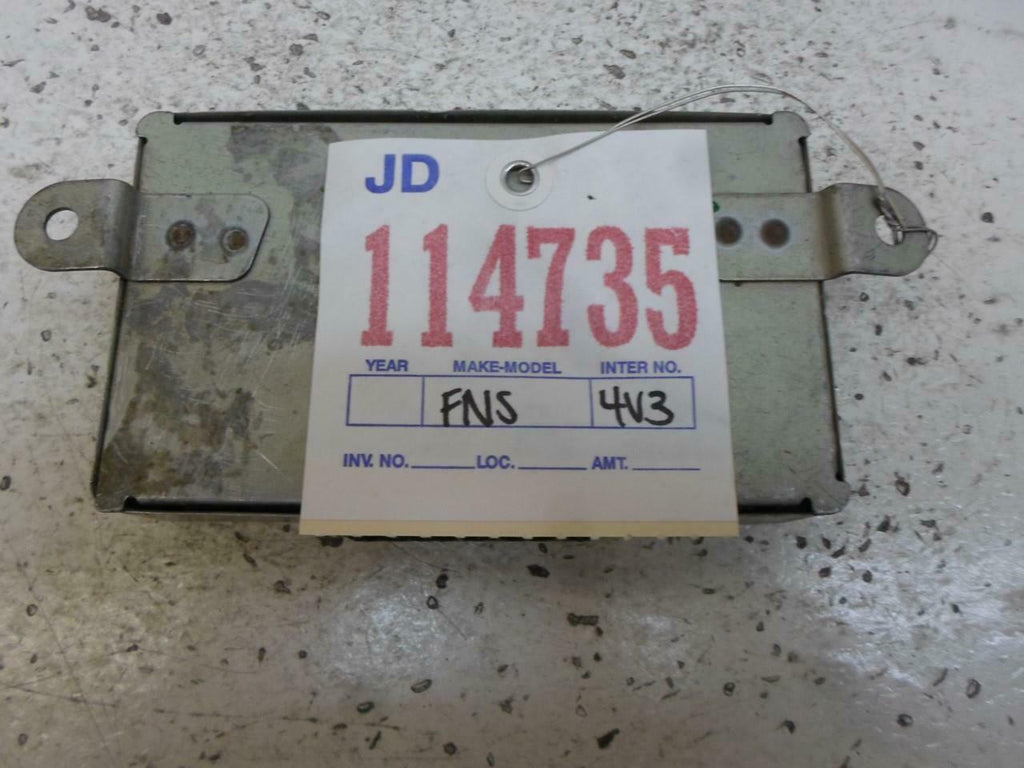 JD
114735
YEAR MAKE-MODEL INTER NO.
FNS 4V3
INV. NO. LOC. AMT.